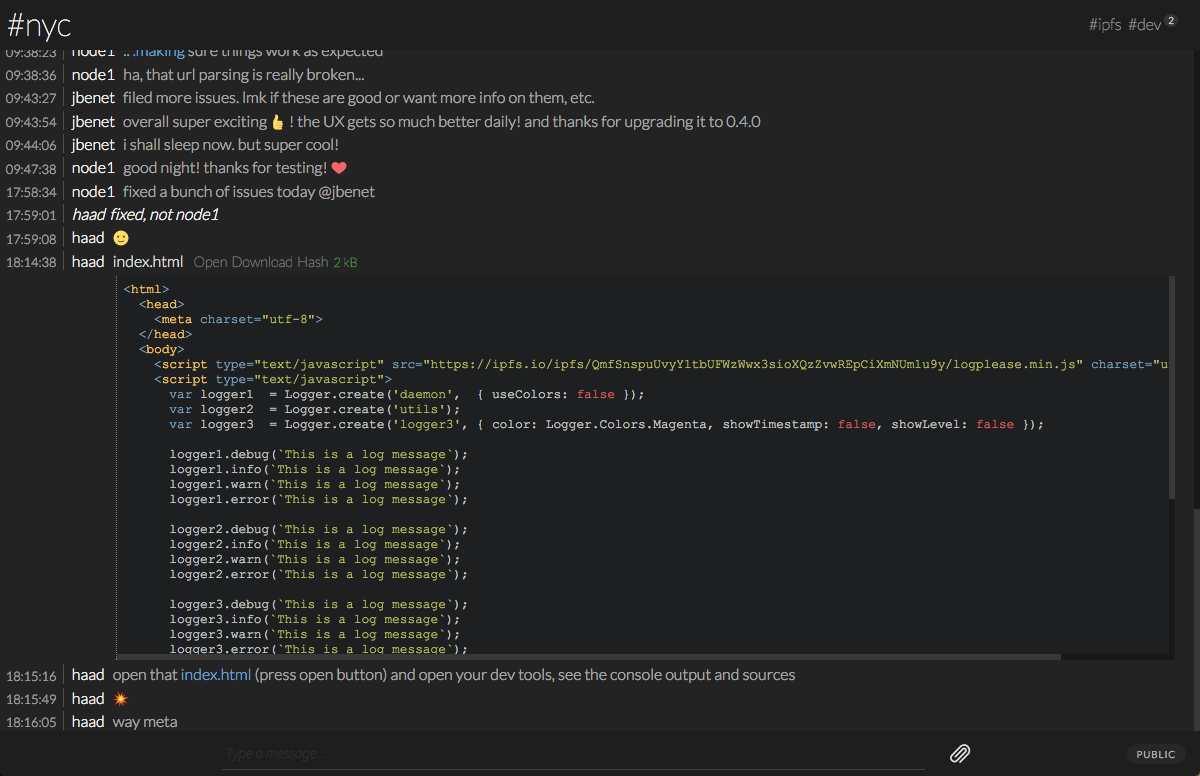 #nyc
#ipfs #dev 2
09:38:23 node1 ...making sure things work as expected
09:38:36 node1 ha, that url parsing is really broken...
09:43:27 jbenet filed more issues. lmk if these are good or want more info on them, etc.
09:43:54 jbenet overall super exciting 👍 ! the UX gets so much better daily! and thanks for upgrading it to 0.4.0
09:44:06 jbenet i shall sleep now. but super cool!
09:47:38 node1 good night! thanks for testing! ❤️
17:58:34 node1 fixed a bunch of issues today @jbenet
17:59:01 haad fixed, not node1
17:59:08 haad 🙂
18:14:38 haad index.html Open Download Hash 2 kB
<html>
  <head>
    <meta charset="utf-8">
  </head>
  <body>
    <script type="text/javascript" src="https://ipfs.io/ipfs/QmfSnspuUvyYltbUFWzWwx3sioXQzZvwREpCiXmNUm1u9y/logplease.min.js" charset="u
    <script type="text/javascript">
      var logger1  = Logger.create('daemon',  { useColors: false });
      var logger2  = Logger.create('utils');
      var logger3  = Logger.create('logger3', { color: Logger.Colors.Magenta, showTimestamp: false, showLevel: false });
      logger1.debug(`This is a log message`);
      logger1.info(`This is a log message`);
      logger1.warn(`This is a log message`);
      logger1.error(`This is a log message`);
      logger2.debug(`This is a log message`);
      logger2.info(`This is a log message`);
      logger2.warn(`This is a log message`);
      logger2.error(`This is a log message`);
      logger3.debug(`This is a log message`);
      logger3.info(`This is a log message`);
      logger3.warn(`This is a log message`);
      logger3.error(`This is a log message`);
18:15:16 haad open that index.html (press open button) and open your dev tools, see the console output and sources
18:15:49 haad 💥
18:16:05 haad way meta
Type a message...
PUBLIC